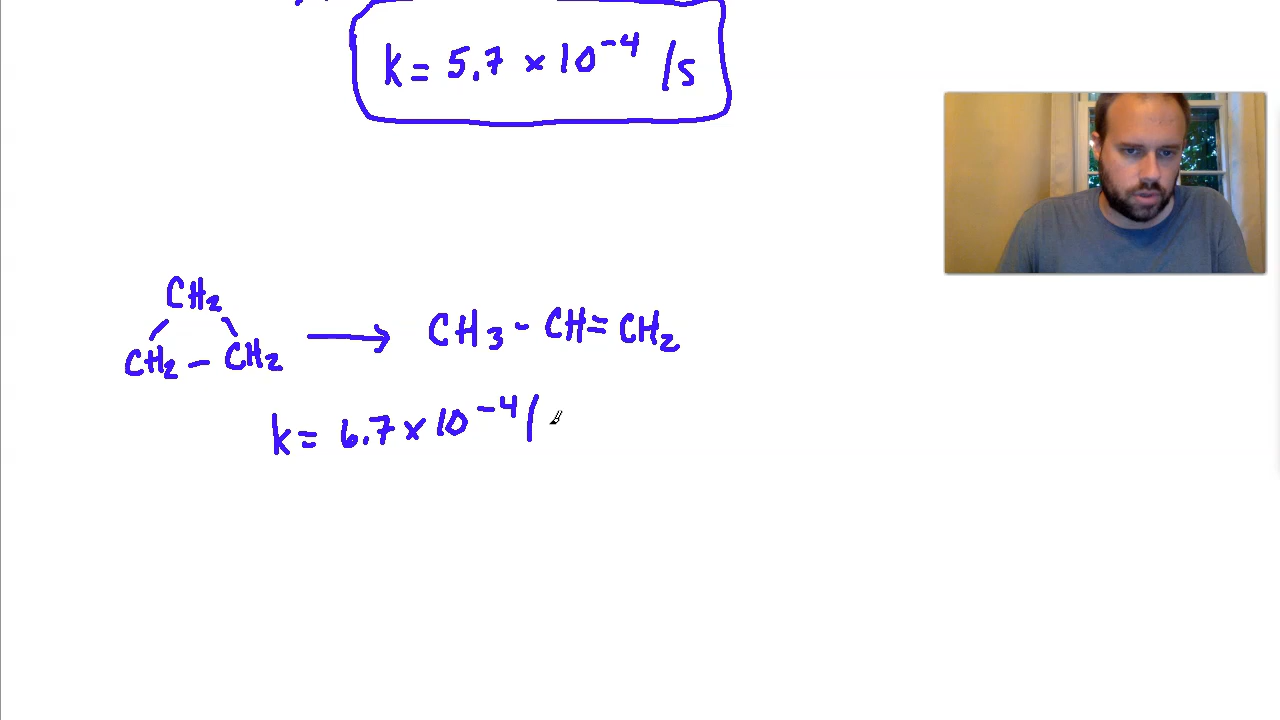 k = 5.7 × 10⁻⁴ /s
CH₂
CH₂ - CH₂ → CH₃ - CH = CH₂
k = 6.7 × 10⁻⁴ /